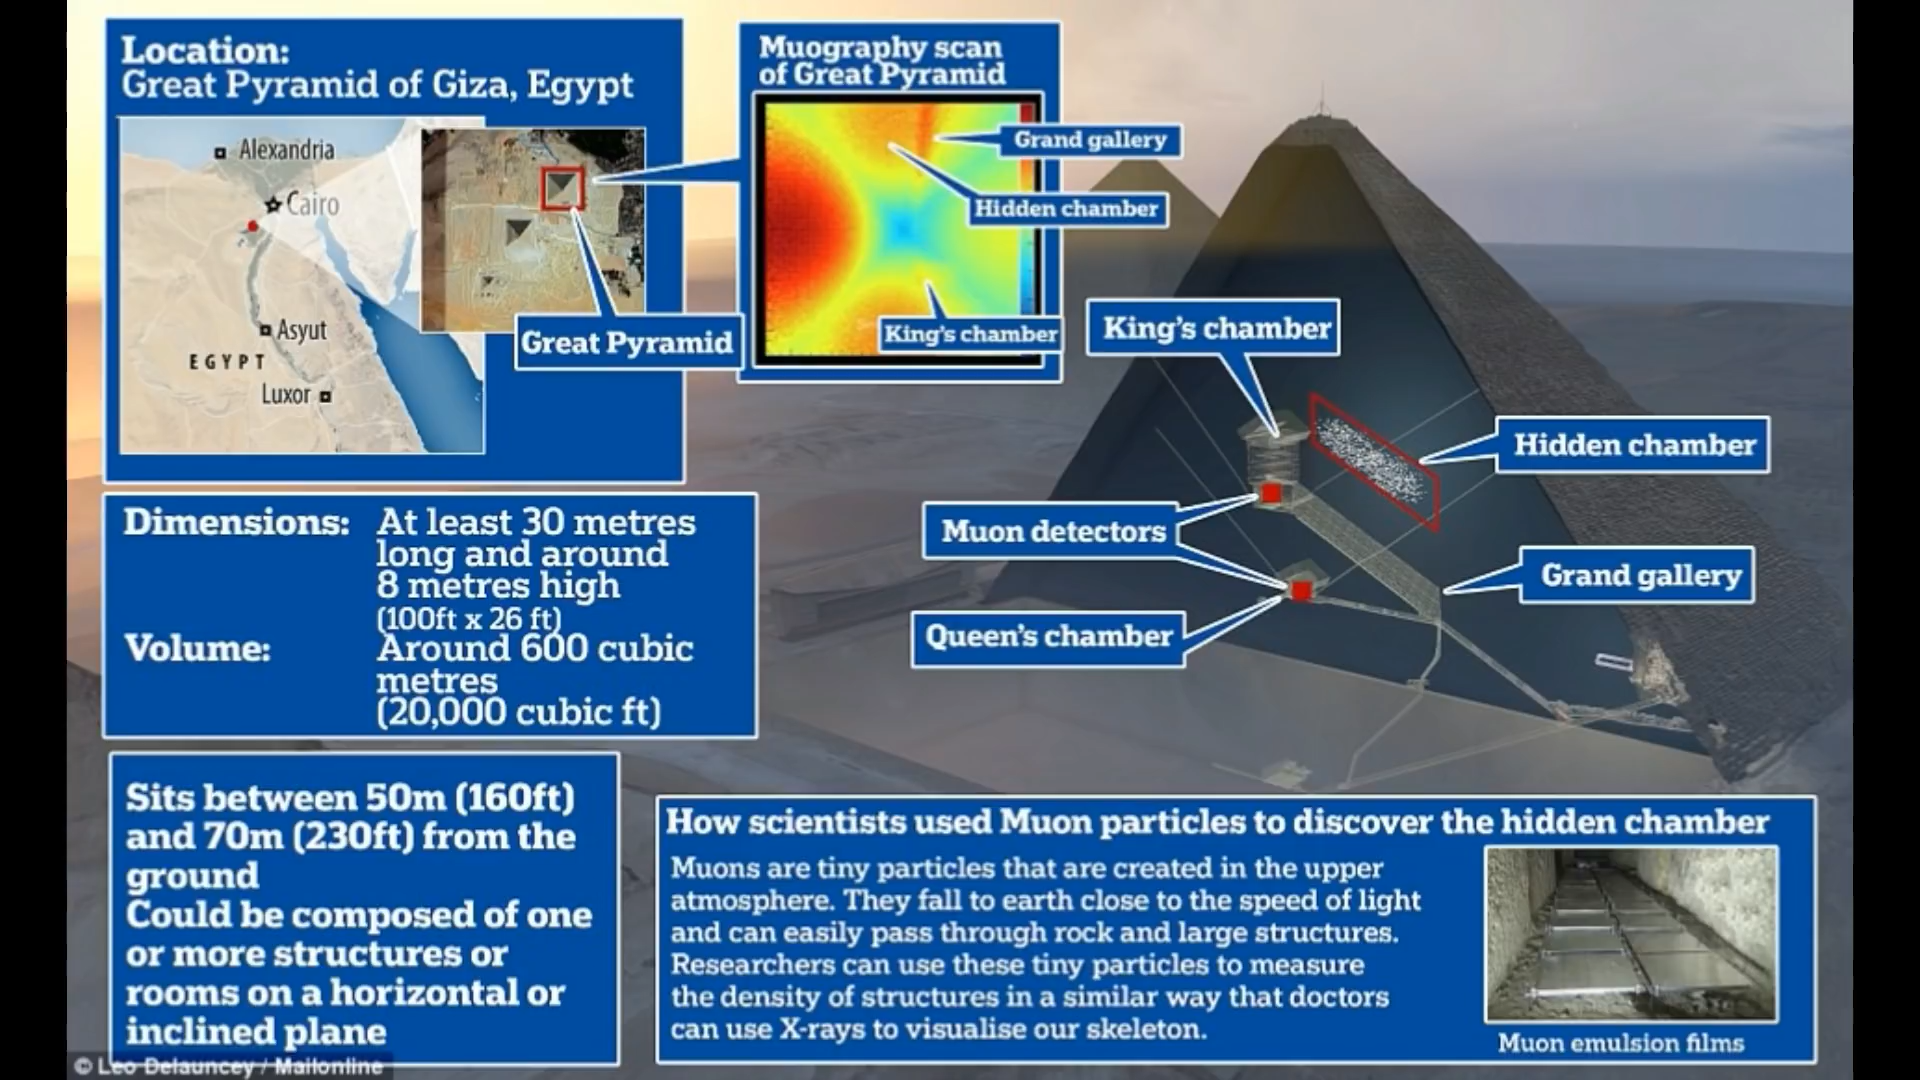 Location:
Great Pyramid of Giza, Egypt
Alexandria
Cairo
Asyut
EGYPT
Luxor
Great Pyramid
Muography scan
of Great Pyramid
Grand gallery
Hidden chamber
King's chamber
King's chamber
Hidden chamber
Muon detectors
Grand gallery
Queen's chamber
Dimensions: At least 30 metres
long and around
8 metres high
(100ft x 26 ft)
Volume: Around 600 cubic
metres
(20,000 cubic ft)
Sits between 50m (160ft)
and 70m (230ft) from the
ground
Could be composed of one
or more structures or
rooms on a horizontal or
inclined plane
How scientists used Muon particles to discover the hidden chamber
Muons are tiny particles that are created in the upper
atmosphere. They fall to earth close to the speed of light
and can easily pass through rock and large structures.
Researchers can use these tiny particles to measure
the density of structures in a similar way that doctors
can use X-rays to visualise our skeleton.
Muon emulsion films
© Leo Delauncey / Mailonline